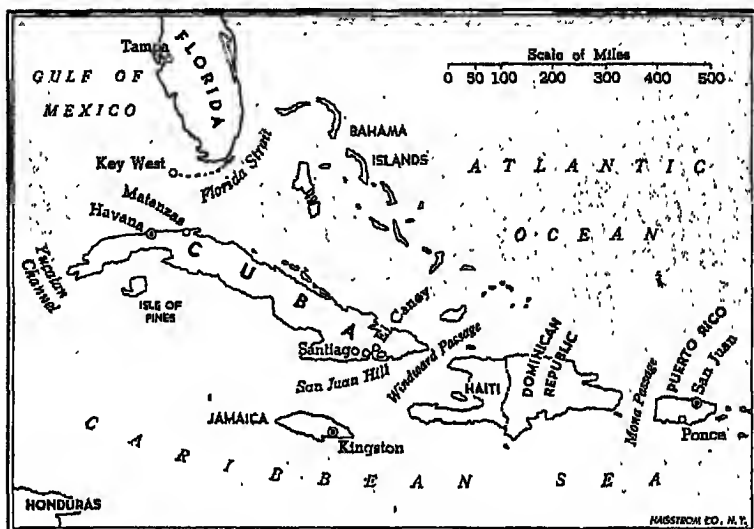 Tampa
FLORIDA
GULF OF
MEXICO
Scale of Miles
0 50 100 200 300 400 500
BAHAMA
ISLANDS
ATLANTIC
OCEAN
Key West
Florida Strait
Matanzas
Havana
CUBA
Yucatan
Channel
ISLE OF
PINES
El Caney
Santiago
San Juan Hill
Windward Passage
HAITI
DOMINICAN
REPUBLIC
Mona Passage
PUERTO RICO
San Juan
Ponce
JAMAICA
Kingston
CARIBBEAN SEA
HONDURAS
HAGSTROM CO., N.Y.